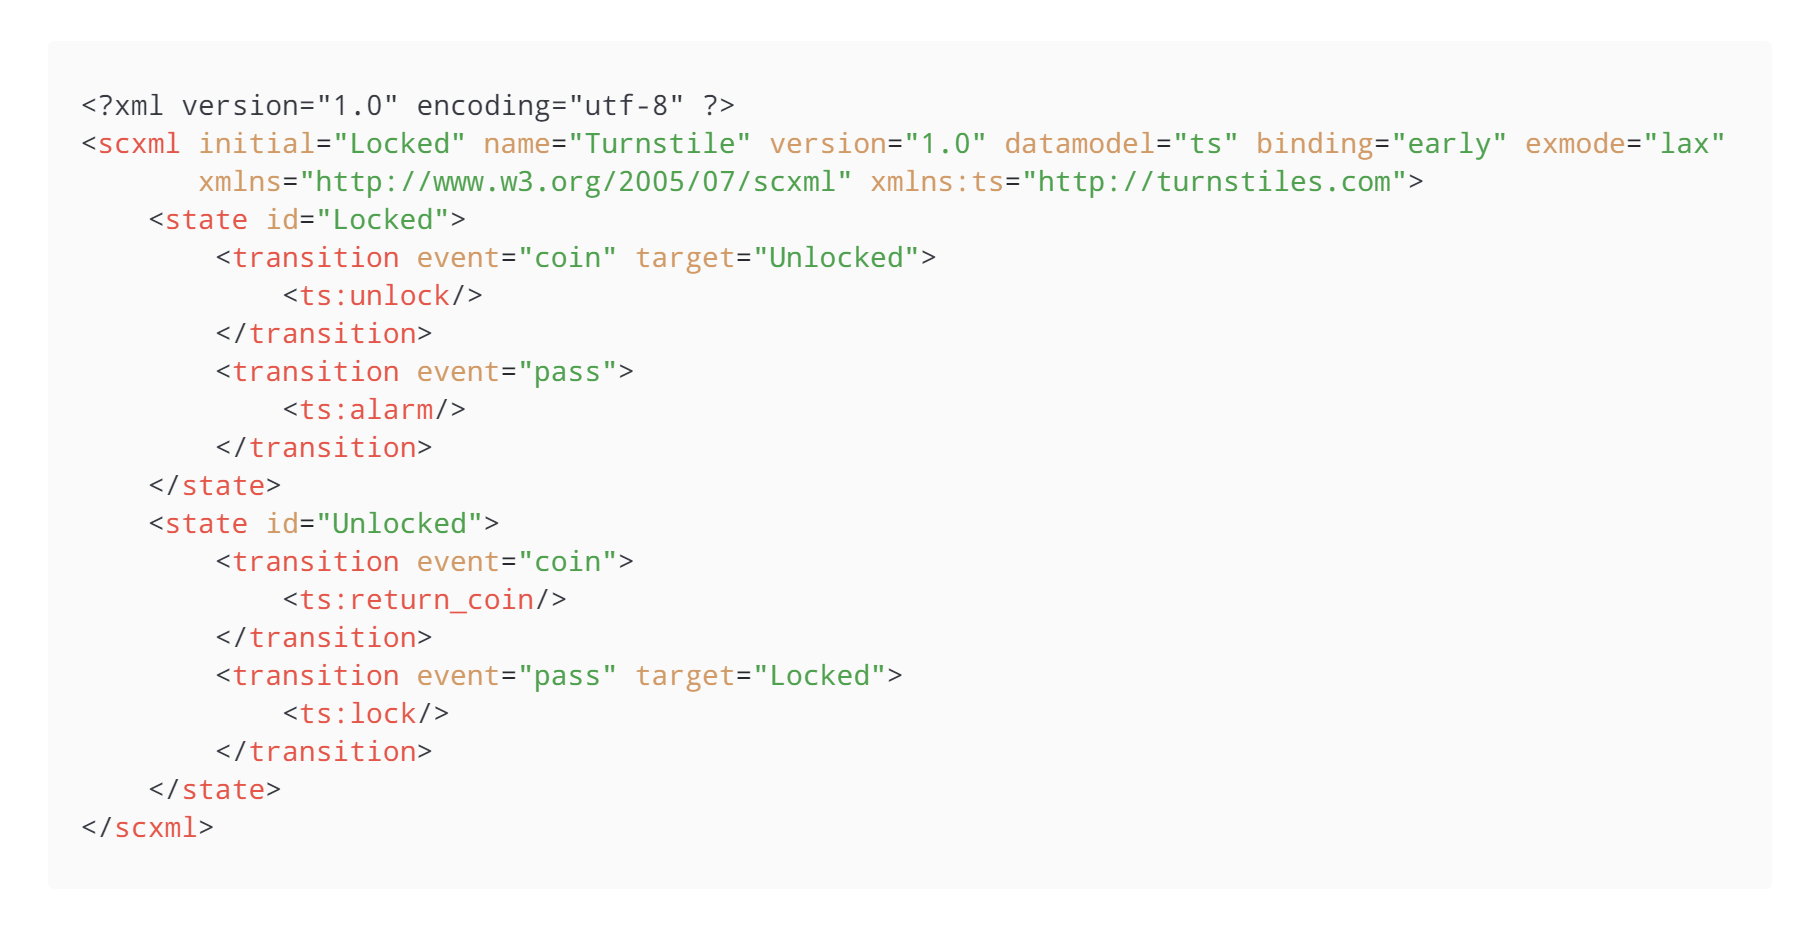 <?xml version="1.0" encoding="utf-8" ?>
<scxml initial="Locked" name="Turnstile" version="1.0" datamodel="ts" binding="early" exmode="lax"
       xmlns="http://www.w3.org/2005/07/scxml" xmlns:ts="http://turnstiles.com">
    <state id="Locked">
        <transition event="coin" target="Unlocked">
            <ts:unlock/>
        </transition>
        <transition event="pass">
            <ts:alarm/>
        </transition>
    </state>
    <state id="Unlocked">
        <transition event="coin">
            <ts:return_coin/>
        </transition>
        <transition event="pass" target="Locked">
            <ts:lock/>
        </transition>
    </state>
</scxml>